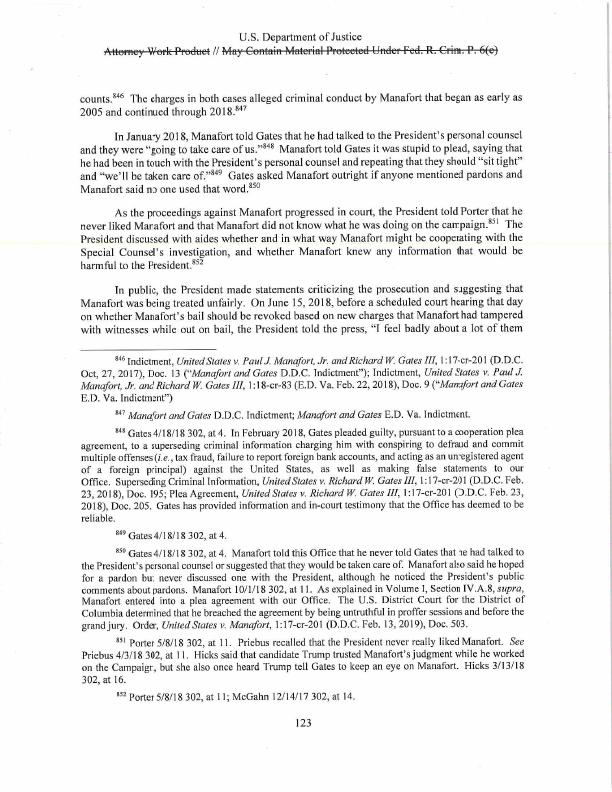 U.S. Department of Justice
Attorney Work Product // May Contain Material Protected Under Fed. R. Crim. P. 6(e)
counts.846 The charges in both cases alleged criminal conduct by Manafort that began as early as
2005 and continued through 2018.847
In January 2018, Manafort told Gates that he had talked to the President's personal counsel
and they were "going to take care of us."848 Manafort told Gates it was stupid to plead, saying that
he had been in touch with the President's personal counsel and repeating that they should "sit tight"
and "we'll be taken care of."849 Gates asked Manafort outright if anyone mentioned pardons and
Manafort said no one used that word.850
As the proceedings against Manafort progressed in court, the President told Porter that he
never liked Manafort and that Manafort did not know what he was doing on the campaign.851 The
President discussed with aides whether and in what way Manafort might be cooperating with the
Special Counsel's investigation, and whether Manafort knew any information that would be
harmful to the President.852
In public, the President made statements criticizing the prosecution and suggesting that
Manafort was being treated unfairly. On June 15, 2018, before a scheduled court hearing that day
on whether Manafort's bail should be revoked based on new charges that Manafort had tampered
with witnesses while out on bail, the President told the press, "I feel badly about a lot of them
846 Indictment, United States v. Paul J. Manafort, Jr. and Richard W. Gates III, 1:17-cr-201 (D.D.C.
Oct, 27, 2017), Doc. 13 ("Manafort and Gates D.D.C. Indictment"); Indictment, United States v. Paul J.
Manafort, Jr. and Richard W. Gates III, 1:18-cr-83 (E.D. Va. Feb. 22, 2018), Doc. 9 ("Manafort and Gates
E.D. Va. Indictment")
847 Manafort and Gates D.D.C. Indictment; Manafort and Gates E.D. Va. Indictment.
848 Gates 4/18/18 302, at 4. In February 2018, Gates pleaded guilty, pursuant to a cooperation plea
agreement, to a superseding criminal information charging him with conspiring to defraud and commit
multiple offenses (i.e., tax fraud, failure to report foreign bank accounts, and acting as an unregistered agent
of a foreign principal) against the United States, as well as making false statements to our
Office. Superseding Criminal Information, United States v. Richard W. Gates III, 1:17-cr-201 (D.D.C. Feb.
23, 2018), Doc. 195; Plea Agreement, United States v. Richard W. Gates III, 1:17-cr-201 (D.D.C. Feb. 23,
2018), Doc. 205. Gates has provided information and in-court testimony that the Office has deemed to be
reliable.
849 Gates 4/18/18 302, at 4.
850 Gates 4/18/18 302, at 4. Manafort told this Office that he never told Gates that he had talked to
the President's personal counsel or suggested that they would be taken care of. Manafort also said he hoped
for a pardon but never discussed one with the President, although he noticed the President's public
comments about pardons. Manafort 10/1/18 302, at 11. As explained in Volume I, Section IV.A.8, supra,
Manafort entered into a plea agreement with our Office. The U.S. District Court for the District of
Columbia determined that he breached the agreement by being untruthful in proffer sessions and before the
grand jury. Order, United States v. Manafort, 1:17-cr-201 (D.D.C. Feb. 13, 2019), Doc. 503.
851 Porter 5/8/18 302, at 11. Priebus recalled that the President never really liked Manafort. See
Priebus 4/3/18 302, at 11. Hicks said that candidate Trump trusted Manafort's judgment while he worked
on the Campaign, but she also once heard Trump tell Gates to keep an eye on Manafort. Hicks 3/13/18
302, at 16.
852 Porter 5/8/18 302, at 11; McGahn 12/14/17 302, at 14.
123